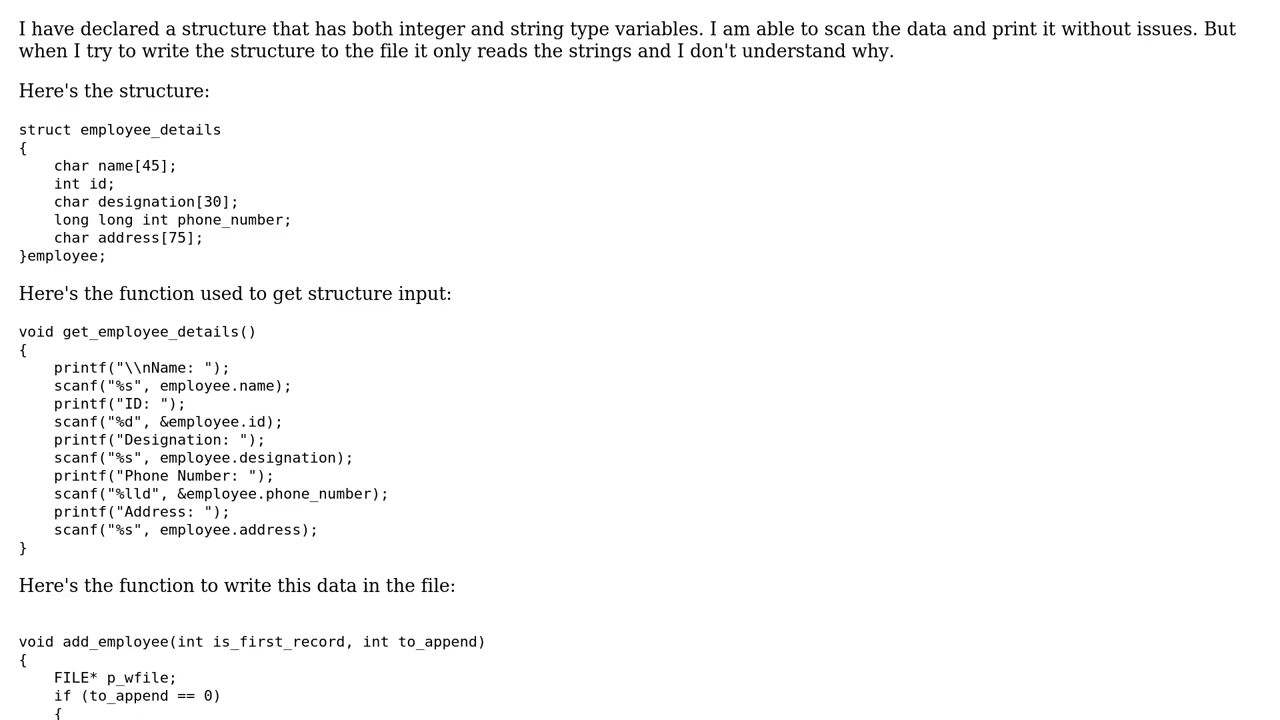 I have declared a structure that has both integer and string type variables. I am able to scan the data and print it without issues. But
when I try to write the structure to the file it only reads the strings and I don't understand why.
Here's the structure:
struct employee_details
{
    char name[45];
    int id;
    char designation[30];
    long long int phone_number;
    char address[75];
}employee;
Here's the function used to get structure input:
void get_employee_details()
{
    printf("\\nName: ");
    scanf("%s", employee.name);
    printf("ID: ");
    scanf("%d", &employee.id);
    printf("Designation: ");
    scanf("%s", employee.designation);
    printf("Phone Number: ");
    scanf("%lld", &employee.phone_number);
    printf("Address: ");
    scanf("%s", employee.address);
}
Here's the function to write this data in the file:
void add_employee(int is_first_record, int to_append)
{
    FILE* p_wfile;
    if (to_append == 0)
    {